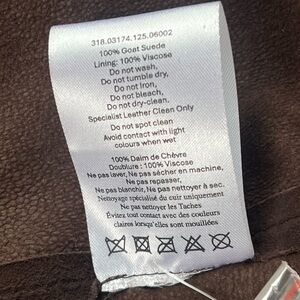 318.03174.125.06002
100% Goat Suede
Lining: 100% Viscose
Do not wash,
Do not tumble dry,
Do not Iron,
Do not bleach,
Do not dry-clean.
Specialist Leather Clean Only
Do not spot clean
Avoid contact with light
colours when wet
100% Daim de Chèvre
Doublure : 100% Viscose
Ne pas laver, Ne pas sécher en machine,
Ne pas repasser,
Ne pas blanchir, Ne pas nettoyer à sec.
Nettoyage spécialisé du cuir uniquement
Ne pas nettoyer les Taches
Évitez tout contact avec des couleurs
claires lorsqu'elles sont mouillées